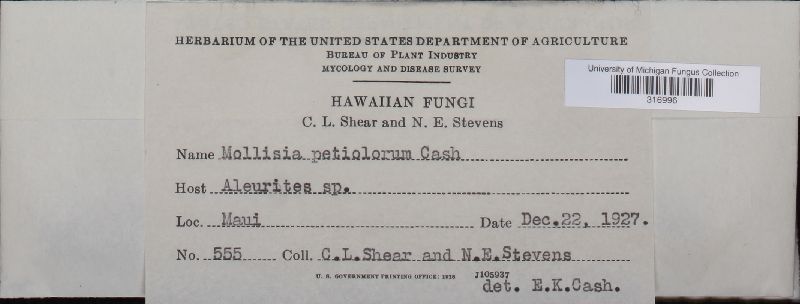 HERBARIUM OF THE UNITED STATES DEPARTMENT OF AGRICULTURE
BUREAU OF PLANT INDUSTRY
MYCOLOGY AND DISEASE SURVEY
University of Michigan Fungus Collection
316996
HAWAIIAN FUNGI
C. L. Shear and N. E. Stevens
Name Mollisia petiolorum Cash
Host Aleurites sp.
Loc. Maui Date Dec.22, 1927.
No. 555 Coll. C.L.Shear and N.E.Stevens
U. S. GOVERNMENT PRINTING OFFICE: 1928 J105937
det. E.K.Cash.